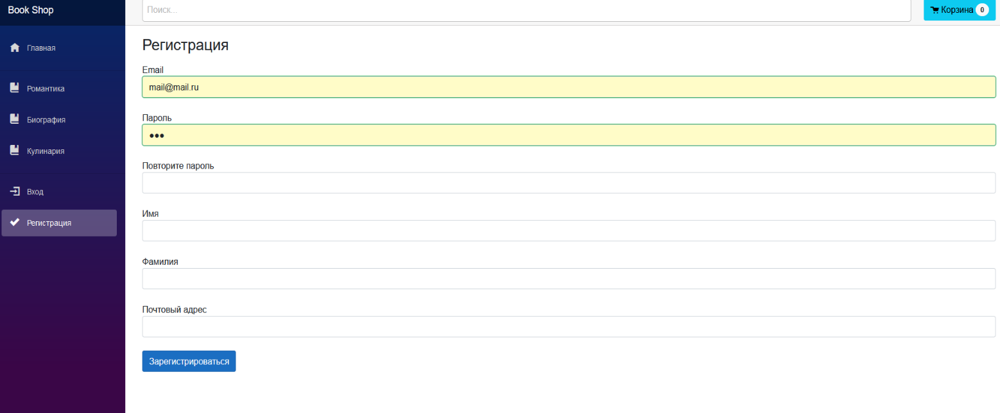 Book Shop
Поиск...
Корзина 0
Главная
Романтика
Биография
Кулинария
Вход
Регистрация
Регистрация
Email
mail@mail.ru
Пароль
•••
Повторите пароль
Имя
Фамилия
Почтовый адрес
Зарегистрироваться